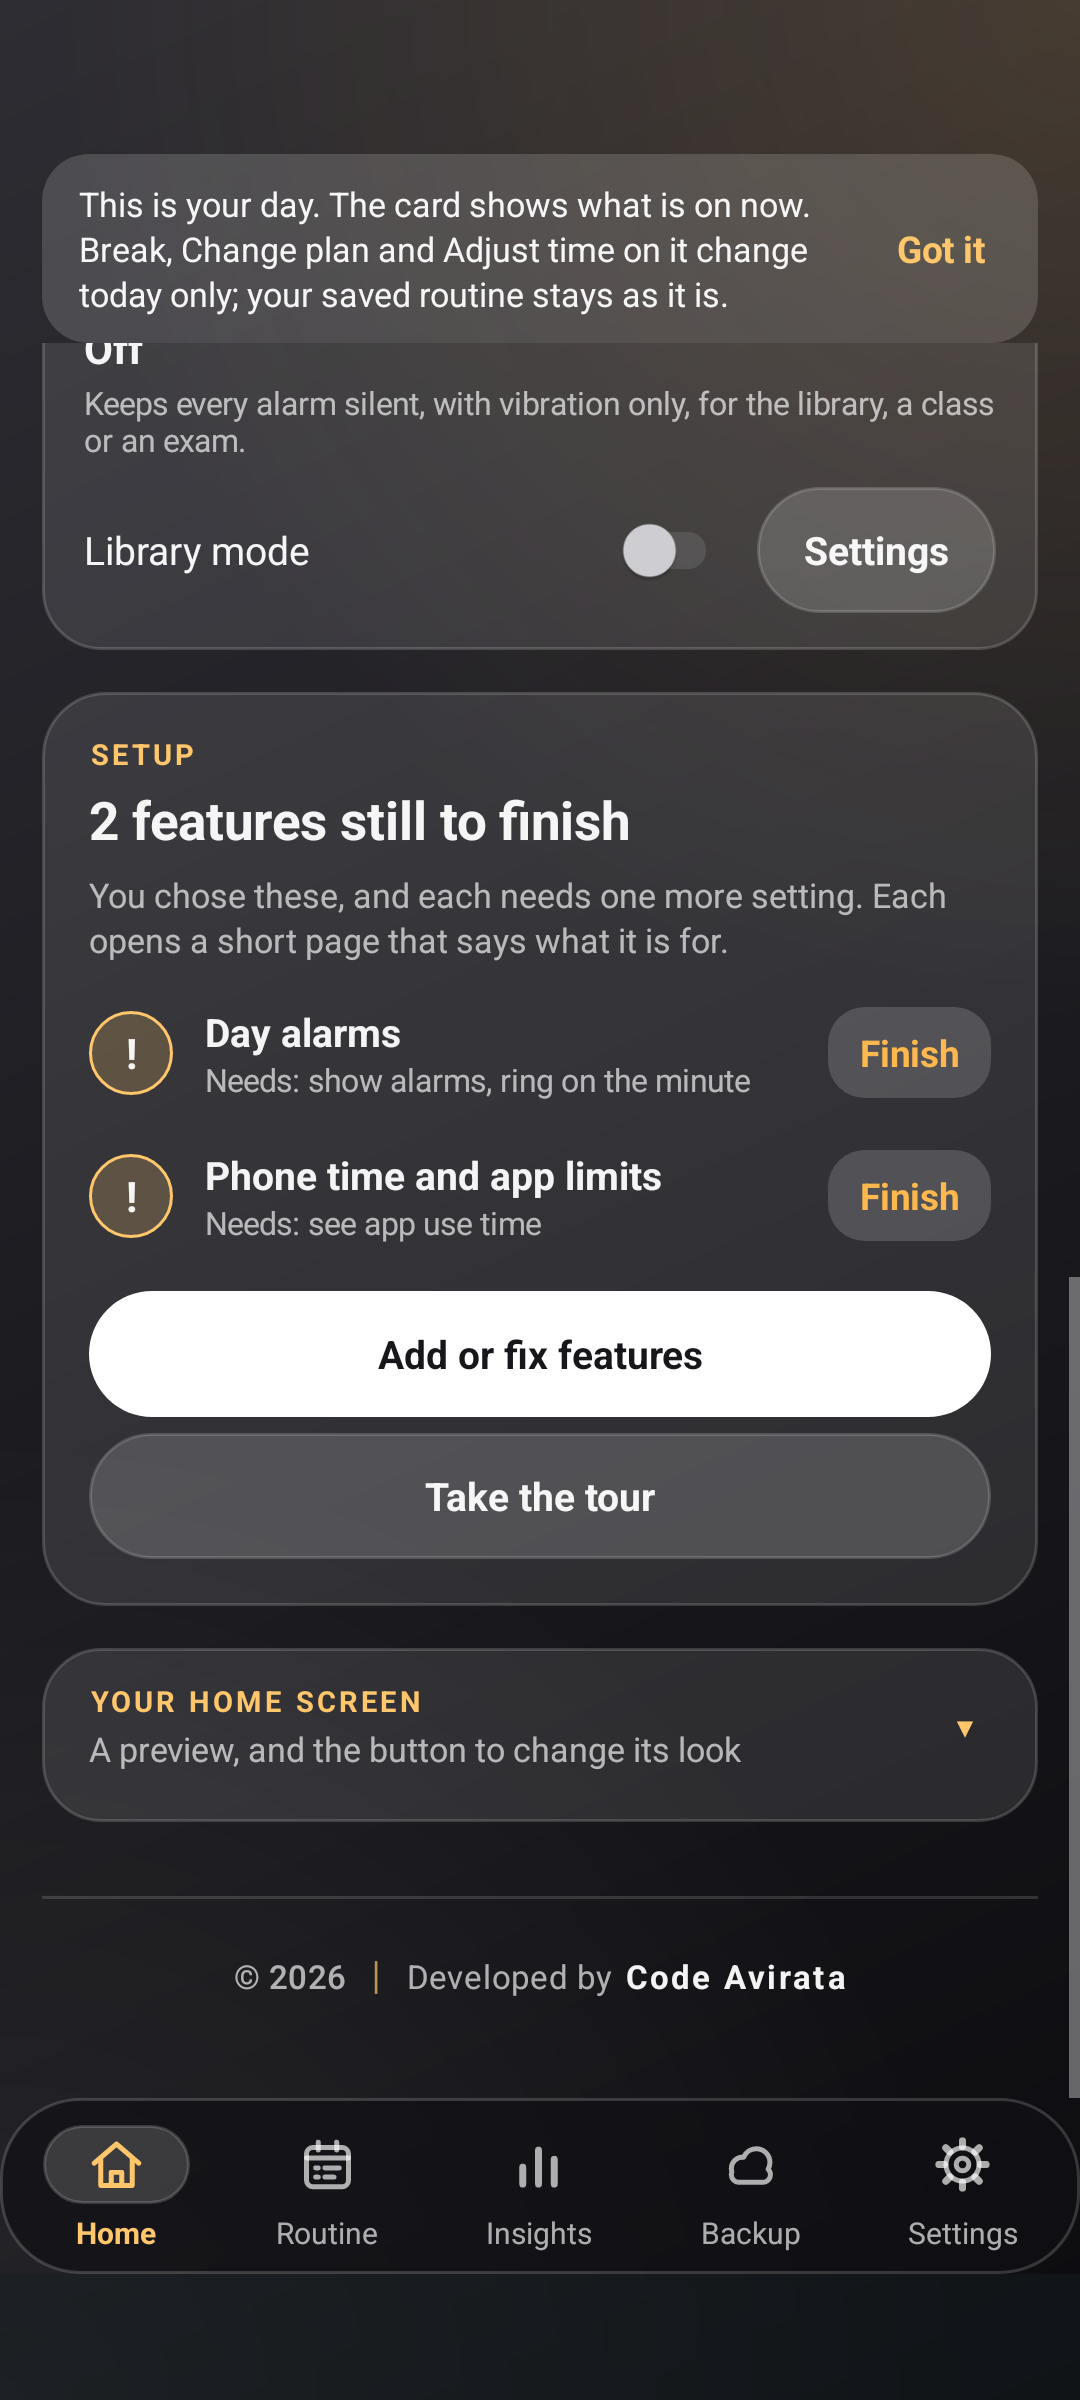 This is your day. The card shows what is on now.
Break, Change plan and Adjust time on it change
today only; your saved routine stays as it is.
Got it
Off
Keeps every alarm silent, with vibration only, for the library, a class
or an exam.
Library mode
Settings
SETUP
2 features still to finish
You chose these, and each needs one more setting. Each
opens a short page that says what it is for.
!
Day alarms
Needs: show alarms, ring on the minute
Finish
!
Phone time and app limits
Needs: see app use time
Finish
Add or fix features
Take the tour
YOUR HOME SCREEN
A preview, and the button to change its look
© 2026 | Developed by Code Avirata
Home
Routine
Insights
Backup
Settings